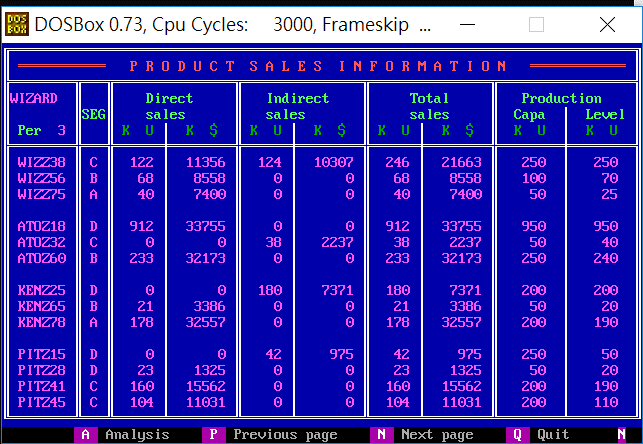 DOSBox 0.73, Cpu Cycles: 3000, Frameskip ...
PRODUCT SALES INFORMATION
WIZARD Direct Indirect Total Production
SEG sales sales sales Capa Level
Per 3 K U K $ K U K $ K U K $ K U K U
WIZZ38 C 122 11356 124 10307 246 21663 250 250
WIZZ56 B 68 8558 0 0 68 8558 100 70
WIZZ75 A 40 7400 0 0 40 7400 50 25
ATOZ18 D 912 33755 0 0 912 33755 950 950
ATOZ32 C 0 0 38 2237 38 2237 50 40
ATOZ60 B 233 32173 0 0 233 32173 250 240
KENZ25 D 0 0 180 7371 180 7371 200 200
KENZ65 B 21 3386 0 0 21 3386 50 20
KENZ78 A 178 32557 0 0 178 32557 200 190
PITZ15 D 0 0 42 975 42 975 250 50
PITZ28 D 23 1325 0 0 23 1325 50 20
PITZ41 C 160 15562 0 0 160 15562 200 190
PITZ45 C 104 11031 0 0 104 11031 200 110
A Analysis P Previous page N Next page Q Quit N